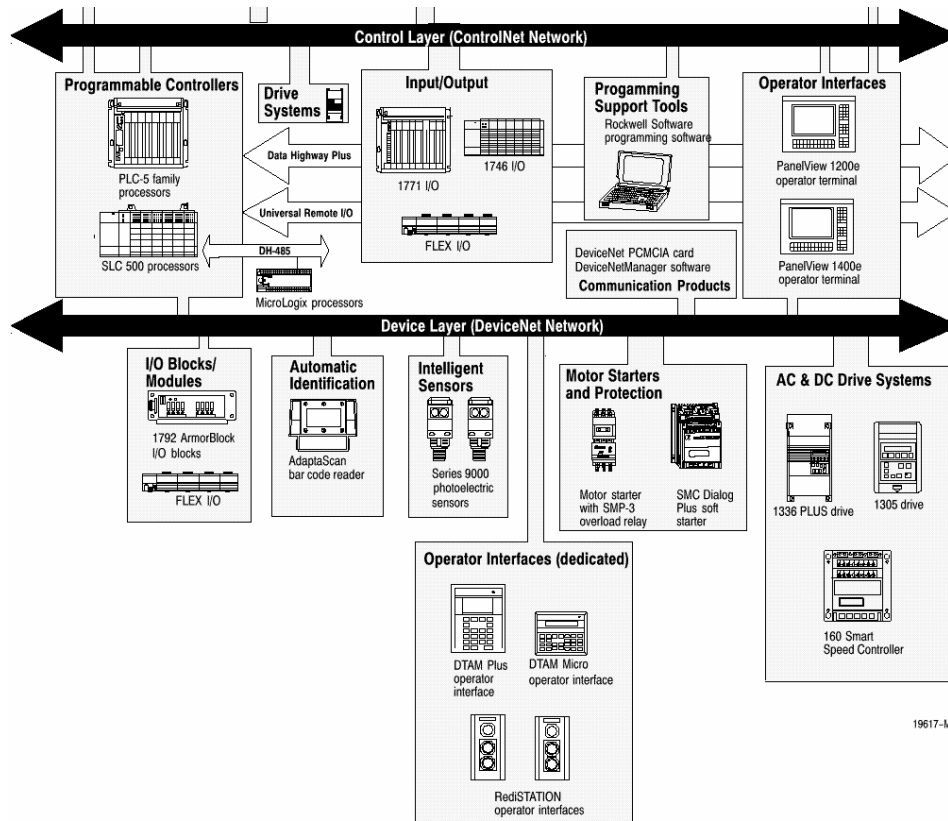 Control Layer (ControlNet Network)
Programmable Controllers
PLC-5 family
processors
SLC 500 processors
Drive
Systems
Data Highway Plus
Universal Remote I/O
DH-485
MicroLogix processors
Input/Output
1771 I/O
1746 I/O
FLEX I/O
Progamming
Support Tools
Rockwell Software
programming software
DeviceNet PCMCIA card
DeviceNetManager software
Communication Products
Operator Interfaces
PanelView 1200e
operator terminal
PanelView 1400e
operator terminal
Device Layer (DeviceNet Network)
I/O Blocks/
Modules
1792 ArmorBlock
I/O blocks
FLEX I/O
Automatic
Identification
AdaptaScan
bar code reader
Intelligent
Sensors
Series 9000
photoelectric
sensors
Motor Starters
and Protection
Motor starter
with SMP-3
overload relay
SMC Dialog
Plus soft
starter
AC & DC Drive Systems
1336 PLUS drive
1305 drive
160 Smart
Speed Controller
Operator Interfaces (dedicated)
DTAM Plus
operator
interface
DTAM Micro
operator interface
RediSTATION
operator interfaces
19617-M